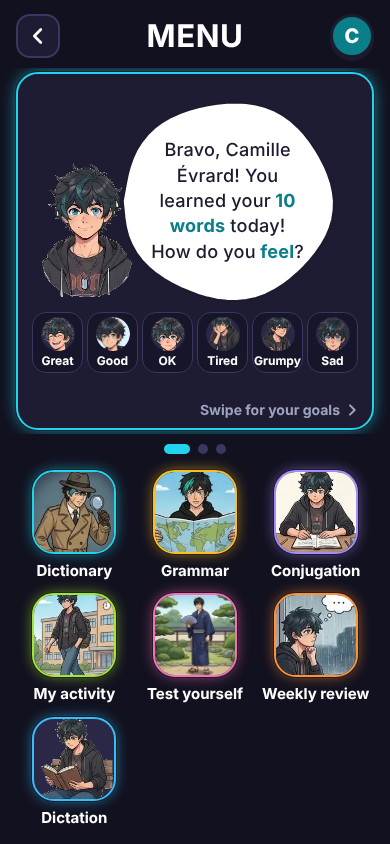 MENU
C
Bravo, Camille
Évrard! You
learned your 10
words today!
How do you feel?
Great
Good
OK
Tired
Grumpy
Sad
Swipe for your goals
Dictionary
Grammar
Conjugation
My activity
Test yourself
Weekly review
Dictation